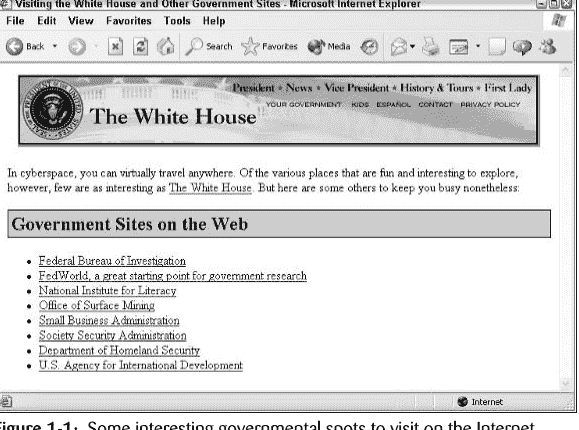 Visiting the White House and Other Government Sites - Microsoft Internet Explorer
File Edit View Favorites Tools Help
Back Search Favorites Media
President * News * Vice President * History & Tours * First Lady
YOUR GOVERNMENT KIDS ESPAÑOL CONTACT PRIVACY POLICY
The White House
In cyberspace, you can virtually travel anywhere. Of the various places that are fun and interesting to explore,
however, few are as interesting as The White House. But here are some others to keep you busy nonetheless:
Government Sites on the Web
• Federal Bureau of Investigation
• FedWorld, a great starting point for government research
• National Institute for Literacy
• Office of Surface Mining
• Small Business Administration
• Society Security Administration
• Department of Homeland Security
• U.S. Agency for International Development
Internet
Figure 1-1: Some interesting governmental spots to visit on the Internet